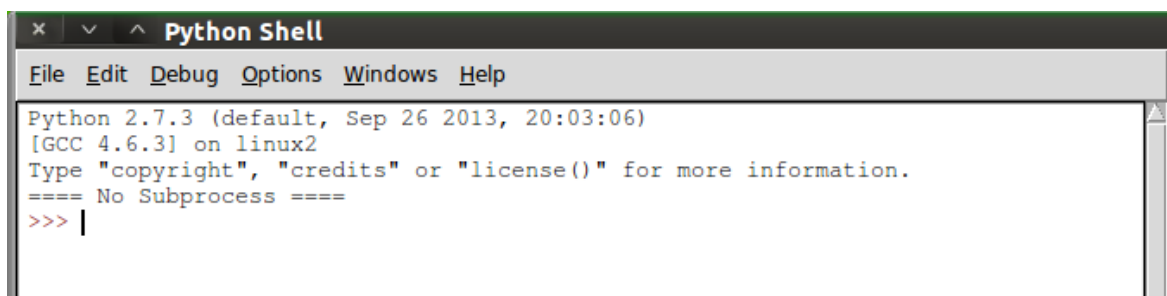 Python Shell
File Edit Debug Options Windows Help
Python 2.7.3 (default, Sep 26 2013, 20:03:06)
[GCC 4.6.3] on linux2
Type "copyright", "credits" or "license()" for more information.
==== No Subprocess ====
>>>